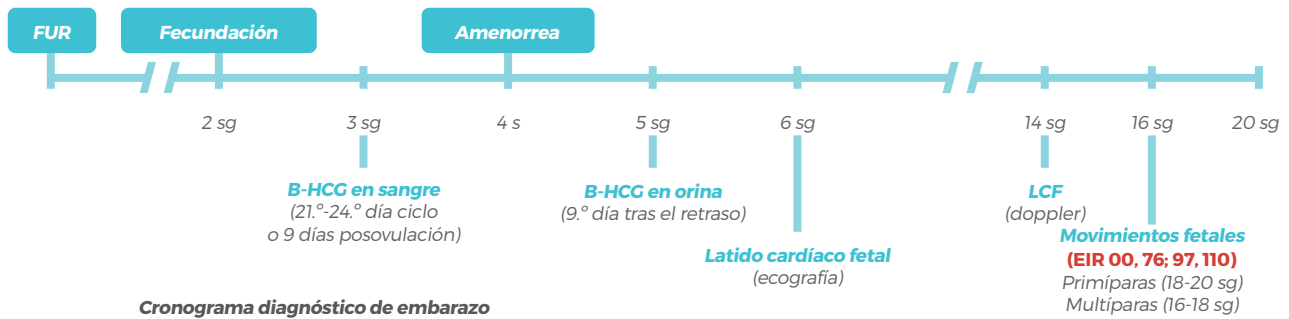 FUR
Fecundación
Amenorrea
2 sg
3 sg
4 s
5 sg
6 sg
14 sg
16 sg
20 sg
B-HCG en sangre
(21.º-24.º día ciclo
o 9 días posovulación)
B-HCG en orina
(9.º día tras el retraso)
Latido cardíaco fetal
(ecografía)
LCF
(doppler)
Movimientos fetales
(EIR 00, 76; 97, 110)
Primíparas (18-20 sg)
Multíparas (16-18 sg)
Cronograma diagnóstico de embarazo